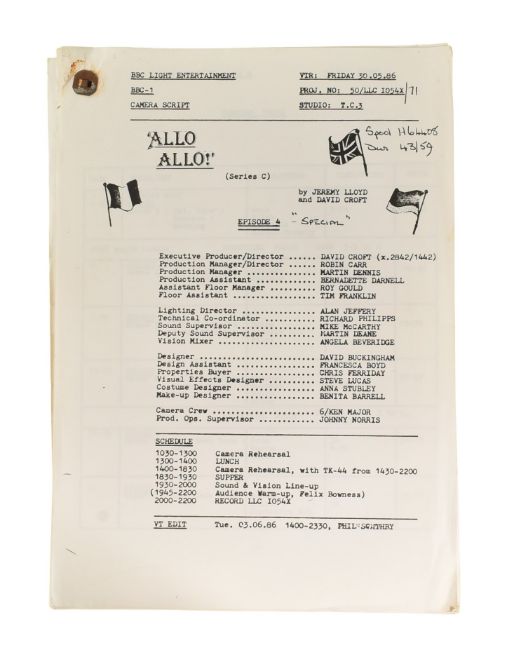 BBC LIGHT ENTERTAINMENT VTR: FRIDAY 30.05.86
BBC-1 PROJ. NO: 50/LLC IO54X/71
CAMERA SCRIPT STUDIO: T.C.3
'ALLO
ALLO!'
Spool H64408
Dur 43/59
(Series C)
by JEREMY LLOYD
and DAVID CROFT
EPISODE 4 - "SPECIAL"
Executive Producer/Director ...... DAVID CROFT (x.2842/1442)
Production Manager/Director ...... ROBIN CARR
Production Manager ............... MARTIN DENNIS
Production Assistant ............. BERNADETTE DARNELL
Assistant Floor Manager .......... ROY GOULD
Floor Assistant .................. TIM FRANKLIN
Lighting Director ................ ALAN JEFFERY
Technical Co-ordinator ........... RICHARD PHILIPPS
Sound Supervisor ................. MIKE McCARTHY
Deputy Sound Supervisor .......... MARTIN DEANE
Vision Mixer ..................... ANGELA BEVERIDGE
Designer ......................... DAVID BUCKINGHAM
Design Assistant ................. FRANCESCA BOYD
Properties Buyer ................. CHRIS FERRIDAY
Visual Effects Designer .......... STEVE LUCAS
Costume Designer ................. ANNA STUBLEY
Make-up Designer ................. BENITA BARRELL
Camera Crew ...................... 6/KEN MAJOR
Prod. Ops. Supervisor ............ JOHNNY NORRIS
SCHEDULE
1030-1300 Camera Rehearsal
1300-1400 LUNCH
1400-1830 Camera Rehearsal, with TK-44 from 1430-2200
1830-1930 SUPPER
1930-2000 Sound & Vision Line-up
(1945-2200 Audience Warm-up, Felix Bowness)
2000-2200 RECORD LLC IO54X
VT EDIT Tue. 03.06.86 1400-2330, PHIL